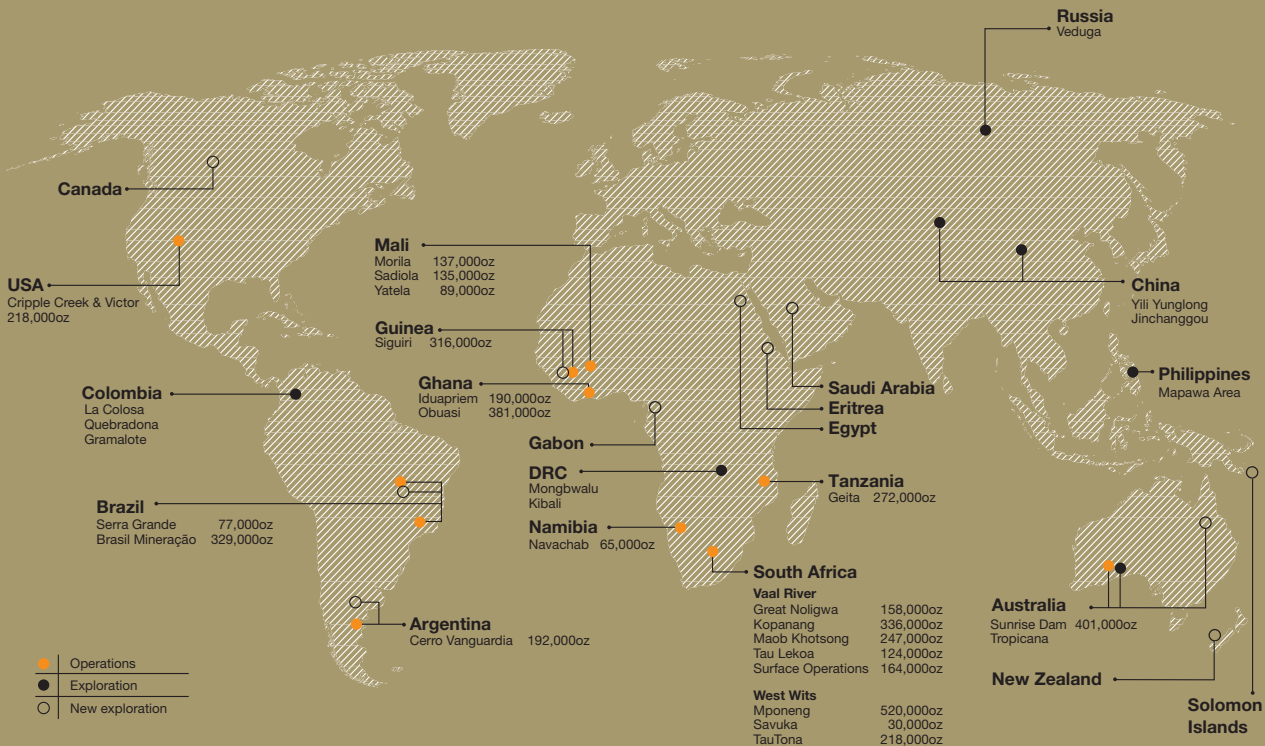 Russia
Veduga
Canada
USA
Cripple Creek & Victor
218,000oz
Mali
Morila 137,000oz
Sadiola 135,000oz
Yatela 89,000oz
Guinea
Siguiri 316,000oz
Ghana
Iduapriem 190,000oz
Obuasi 381,000oz
China
Yili Yunglong
Jinchanggou
Philippines
Mapawa Area
Colombia
La Colosa
Quebradona
Gramalote
Saudi Arabia
Eritrea
Egypt
Gabon
DRC
Mongbwalu
Kibali
Tanzania
Geita 272,000oz
Brazil
Serra Grande 77,000oz
Brasil Mineração 329,000oz
Namibia
Navachab 65,000oz
South Africa
Vaal River
Great Noligwa 158,000oz
Kopanang 336,000oz
Maob Khotsong 247,000oz
Tau Lekoa 124,000oz
Surface Operations 164,000oz
West Wits
Mponeng 520,000oz
Savuka 30,000oz
TauTona 218,000oz
Argentina
Cerro Vanguardia 192,000oz
Australia
Sunrise Dam 401,000oz
Tropicana
New Zealand
Solomon
Islands
Operations
Exploration
New exploration